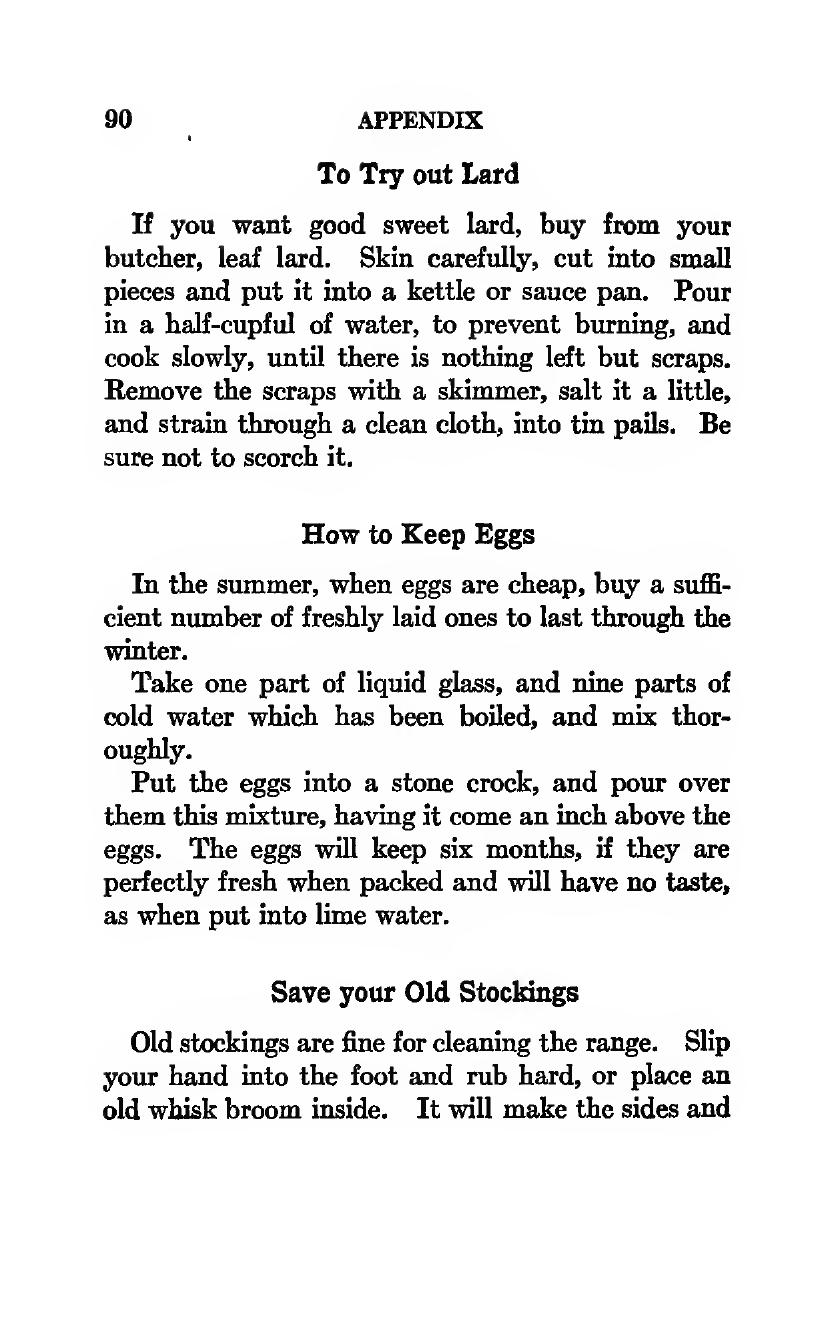 90 APPENDIX
To Try out Lard
If you want good sweet lard, buy from your
butcher, leaf lard. Skin carefully, cut into small
pieces and put it into a kettle or sauce pan. Pour
in a half-cupful of water, to prevent burning, and
cook slowly, until there is nothing left but scraps.
Remove the scraps with a skimmer, salt it a little,
and strain through a clean cloth, into tin pails. Be
sure not to scorch it.
How to Keep Eggs
In the summer, when eggs are cheap, buy a suffi-
cient number of freshly laid ones to last through the
winter.
Take one part of liquid glass, and nine parts of
cold water which has been boiled, and mix thor-
oughly.
Put the eggs into a stone crock, and pour over
them this mixture, having it come an inch above the
eggs. The eggs will keep six months, if they are
perfectly fresh when packed and will have no taste,
as when put into lime water.
Save your Old Stockings
Old stockings are fine for cleaning the range. Slip
your hand into the foot and rub hard, or place an
old whisk broom inside. It will make the sides and